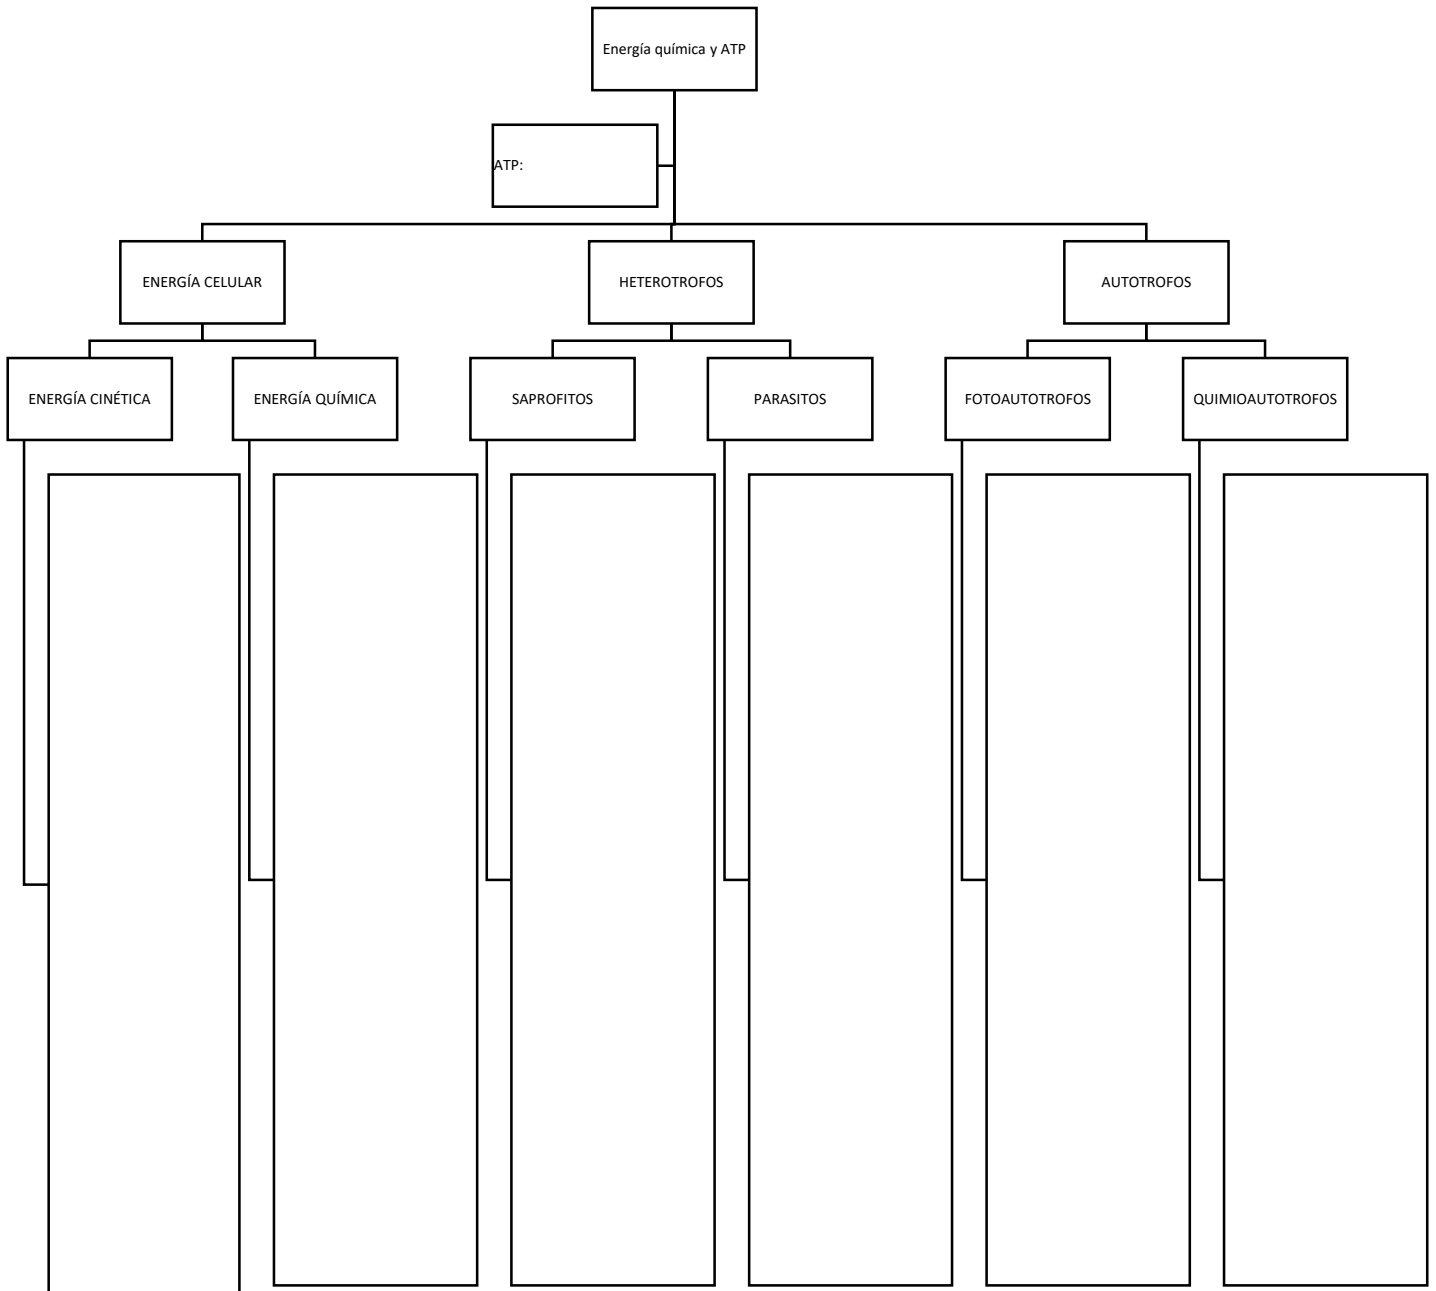 Energía química y ATP
ATP:
ENERGÍA CELULAR
HETEROTROFOS
AUTOTROFOS
ENERGÍA CINÉTICA
ENERGÍA QUÍMICA
SAPROFITOS
PARASITOS
FOTOAUTOTROFOS
QUIMIOAUTOTROFOS